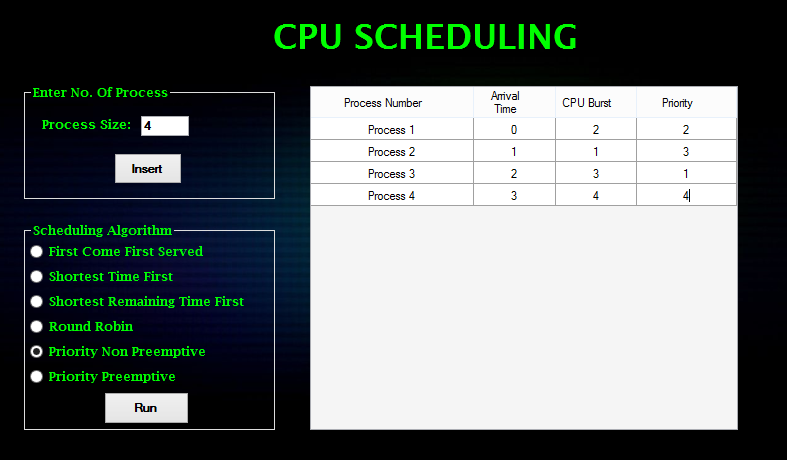 CPU SCHEDULING
Enter No. Of Process
Process Size: 4
Insert
Scheduling Algorithm
First Come First Served
Shortest Time First
Shortest Remaining Time First
Round Robin
Priority Non Preemptive
Priority Preemptive
Run
Process Number Arrival Time CPU Burst Priority
Process 1 0 2 2
Process 2 1 1 3
Process 3 2 3 1
Process 4 3 4 4